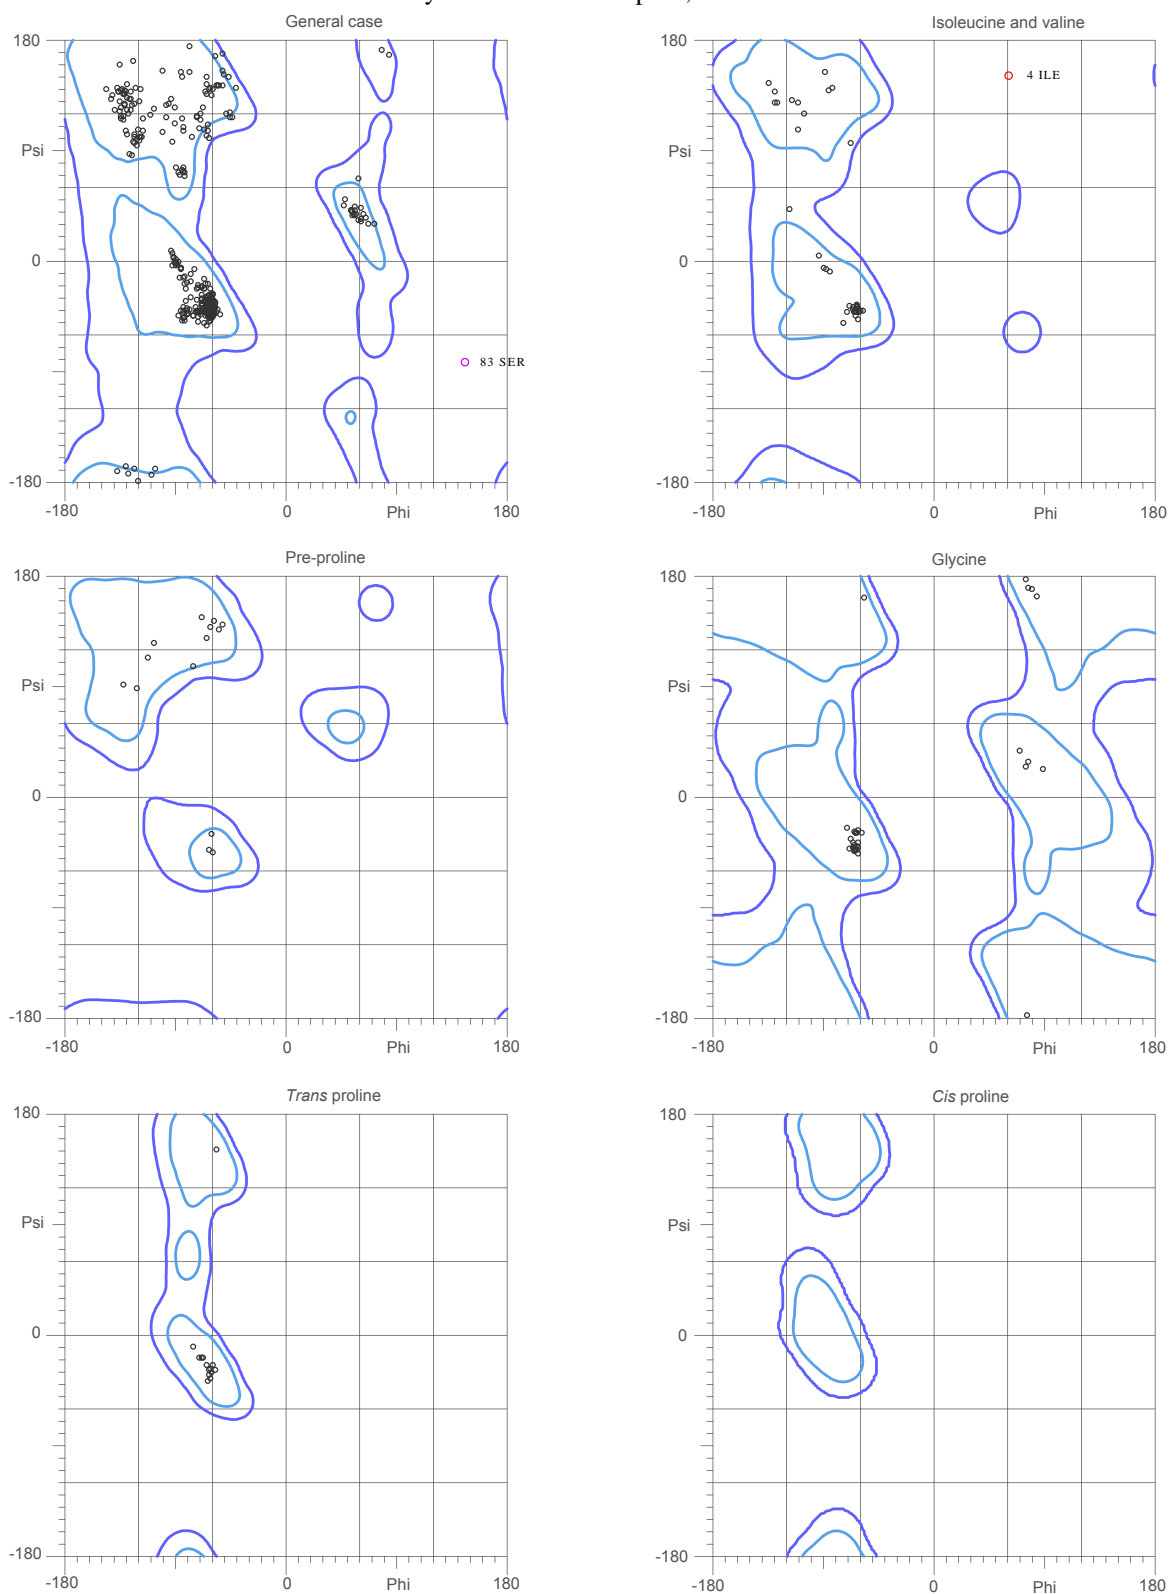 General case
180
Psi
0
-180
-180
0
Phi
180
83 SER
Isoleucine and valine
180
Psi
0
-180
-180
0
Phi
180
4 ILE
Pre-proline
180
Psi
0
-180
-180
0
Phi
180
Glycine
180
Psi
0
-180
-180
0
Phi
180
Trans proline
180
Psi
0
-180
-180
0
Phi
180
Cis proline
180
Psi
0
-180
-180
0
Phi
180